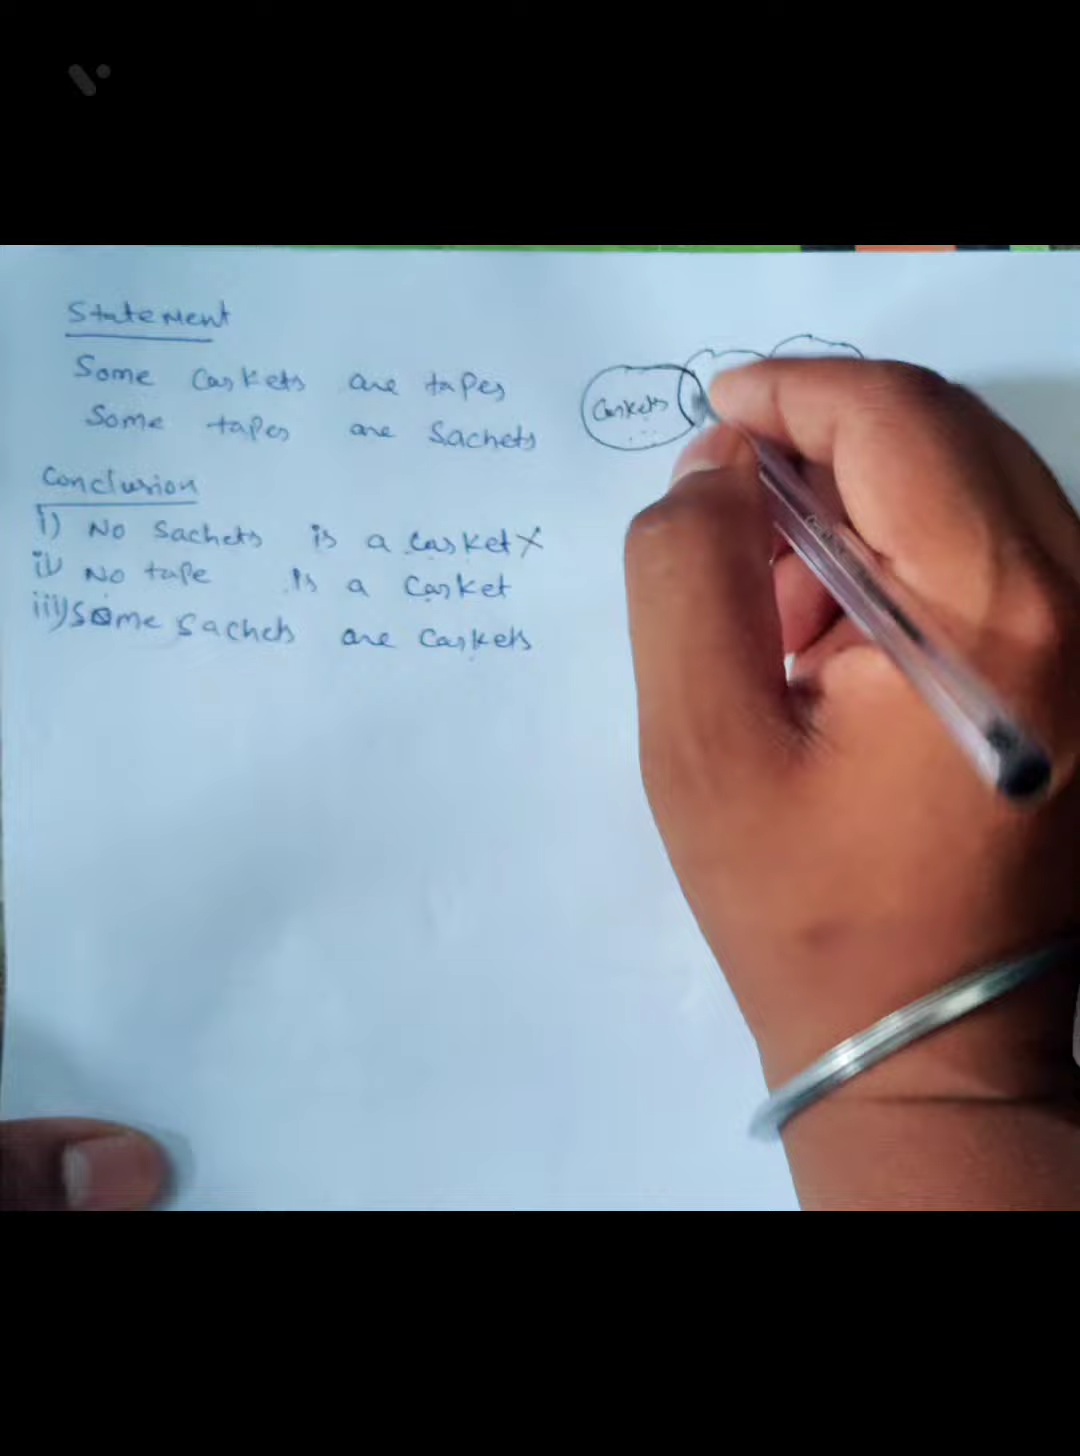 Statement
Some caskets are tapes
Some tapes are Sachets
Caskets
Conclusion
i) No Sachets is a casket X
ii) No tape is a casket
iii) Some Sachets are caskets